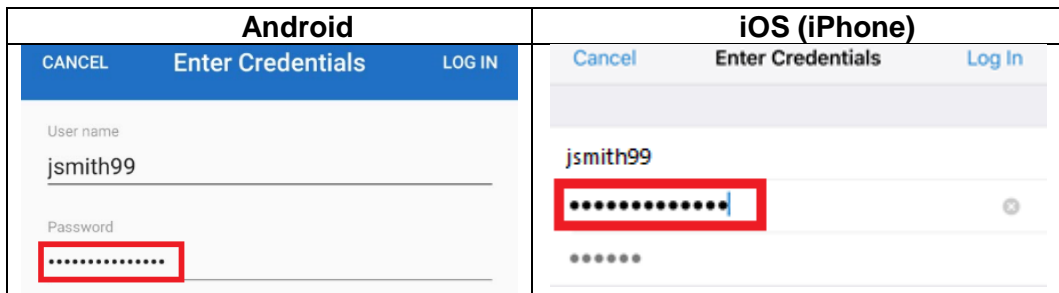 Android
CANCEL Enter Credentials LOG IN
User name
jsmith99
Password
•••••••••••••••
iOS (iPhone)
Cancel Enter Credentials Log In
jsmith99
••••••••••••••
••••••